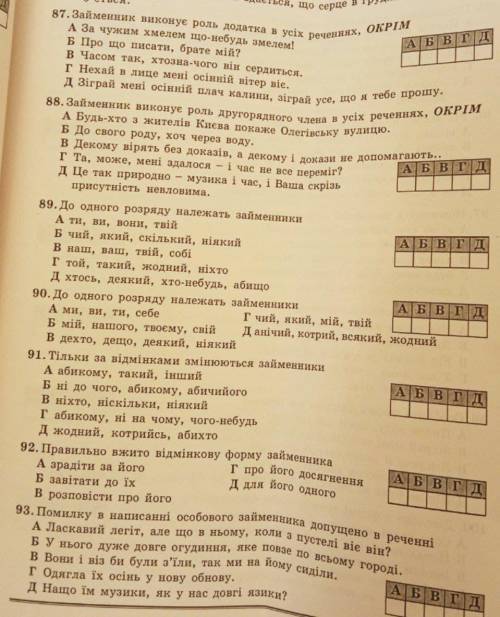 87. Займенник виконує роль додатка в усіх реченнях, ОКРІМ
А За чужим хмелем що-небудь змелем!
Б Про що писати, брате мій?
В Часом так, хтозна-чого він сердиться.
Г Нехай в лице мені осінній вітер віє.
Д Зіграй мені осінній плач калини, зіграй усе, що я тебе прошу.
А Б В Г Д
88. Займенник виконує роль другорядного члена в усіх реченнях, ОКРІМ
А Будь-хто з жителів Києва покаже Олегівську вулицю.
Б До свого роду, хоч через воду.
В Декому вірять без доказів, а декому і докази не допомагають..
Г Та, може, мені здалося – і час не все переміг?
Д Це так природно – музика і час, і Ваша скрізь
присутність невловима.
А Б В Г Д
89. До одного розряду належать займенники
А ти, ви, вони, твій
Б чий, який, скілький, ніякий
В наш, ваш, твій, собі
Г той, такий, жодний, ніхто
Д хтось, деякий, хто-небудь, абищо
А Б В Г Д
90. До одного розряду належать займенники
А ми, ви, ти, себе
Б мій, нашого, твоєму, свій
В дехто, дещо, деякий, ніякий
Г чий, який, мій, твій
Д анічий, котрий, всякий, жодний
А Б В Г Д
91. Тільки за відмінками змінюються займенники
А абикому, такий, інший
Б ні до чого, абикому, абичийого
В ніхто, ніскільки, ніякий
Г абикому, ні на чому, чого-небудь
Д жодний, котрийсь, абихто
А Б В Г Д
92. Правильно вжито відмінкову форму займенника
А зрадіти за його
Б завітати до їх
В розповісти про його
Г про його досягнення
Д для його одного
А Б В Г Д
93. Помилку в написанні особового займенника допущено в реченні
А Ласкавий легіт, але що в ньому, коли з пустелі віє він?
Б У нього дуже довге огудиння, яке повзе по всьому городі.
В Вони і віз би були з'їли, так ми на йому сиділи.
Г Одягла їх осінь у нову обнову.
Д Нащо їм музики, як у нас довгі язики?
А Б В Г Д